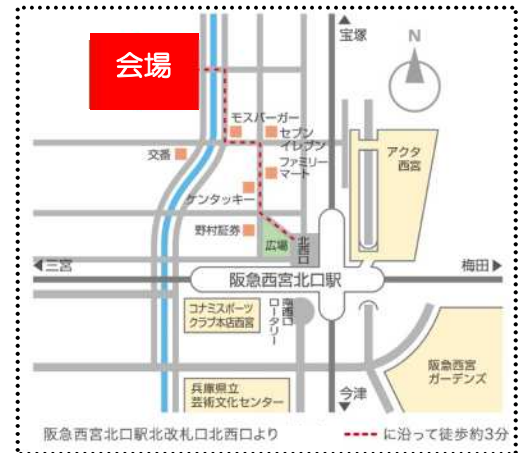 ▲
宝塚
N
会場
モスバーガー
セブン
イレブン
交番
ファミリー
マート
アクタ
西宮
ケンタッキー
野村証券
広場
北西口
◀三宮
阪急西宮北口駅
梅田▶
コナミスポーツ
クラブ本店西宮
南西口
ロータリー
阪急西宮
ガーデンズ
兵庫県立
芸術文化センター
今津
▼
阪急西宮北口駅北改札口北西口より
に沿って徒歩約3分